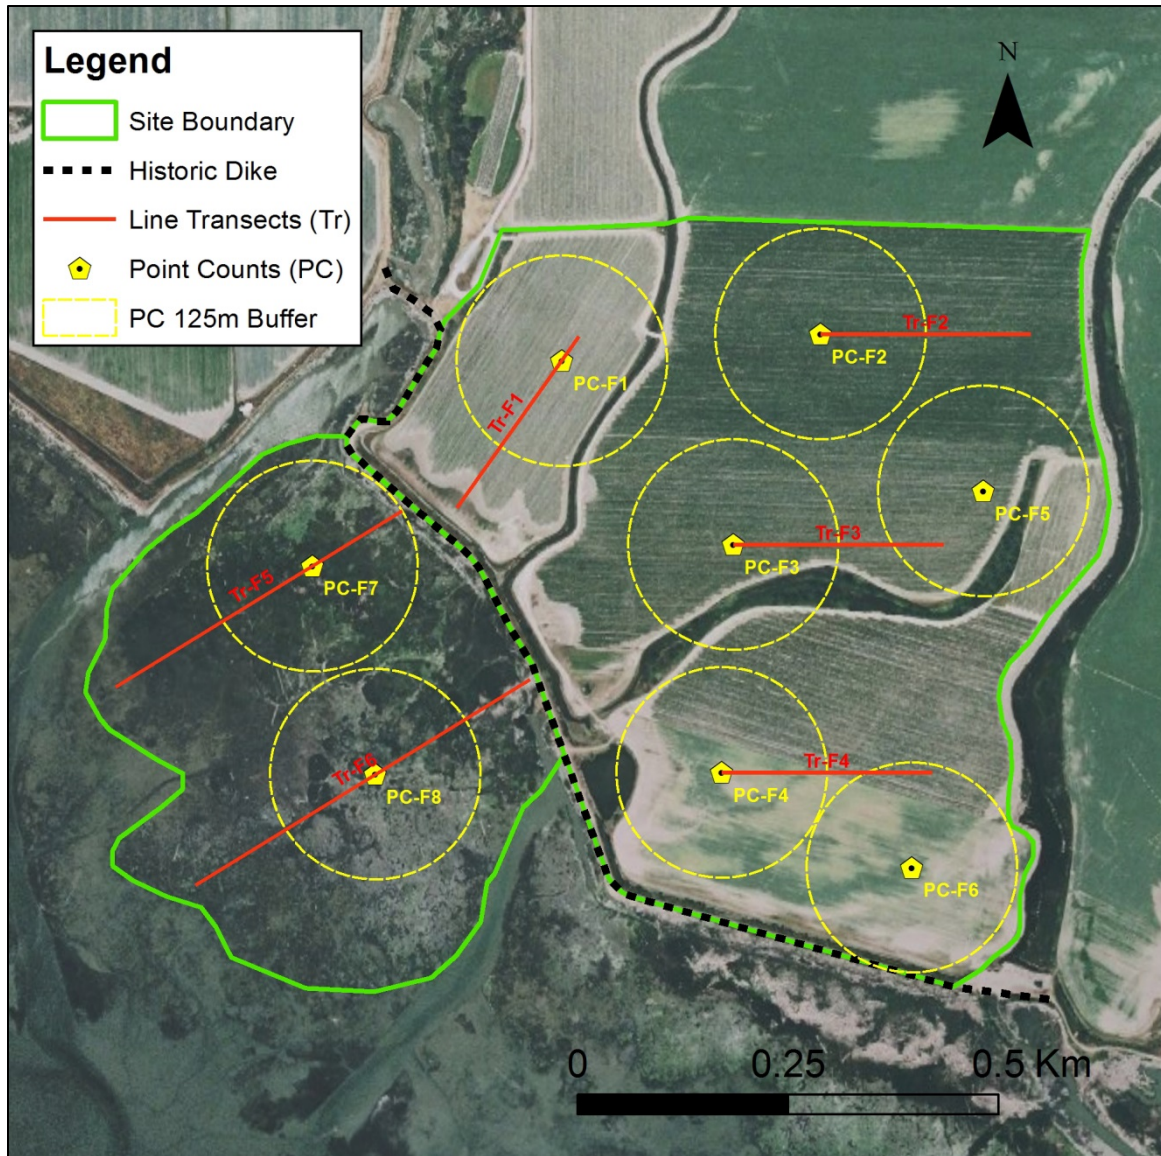 Legend
Site Boundary
Historic Dike
Line Transects (Tr)
Point Counts (PC)
PC 125m Buffer
N
Tr-F2
PC-F2
PC-F1
Tr-F1
PC-F5
Tr-F3
PC-F3
Tr-F5
PC-F7
Tr-F4
PC-F4
Tr-F6
PC-F8
PC-F6
0 0.25 0.5 Km